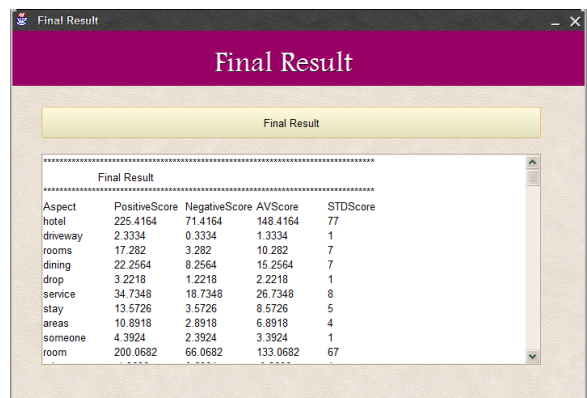 Final Result
Final Result
Final Result
********************************************************************************
Final Result
********************************************************************************
Aspect PositiveScore NegativeScore AVScore STDScore
hotel 225.4164 71.4164 148.4164 77
driveway 2.3334 0.3334 1.3334 1
rooms 17.282 3.282 10.282 7
dining 22.2564 8.2564 15.2564 7
drop 3.2218 1.2218 2.2218 1
service 34.7348 18.7348 26.7348 8
stay 13.5726 3.5726 8.5726 5
areas 10.8918 2.8918 6.8918 4
someone 4.3924 2.3924 3.3924 1
room 200.0682 66.0682 133.0682 67